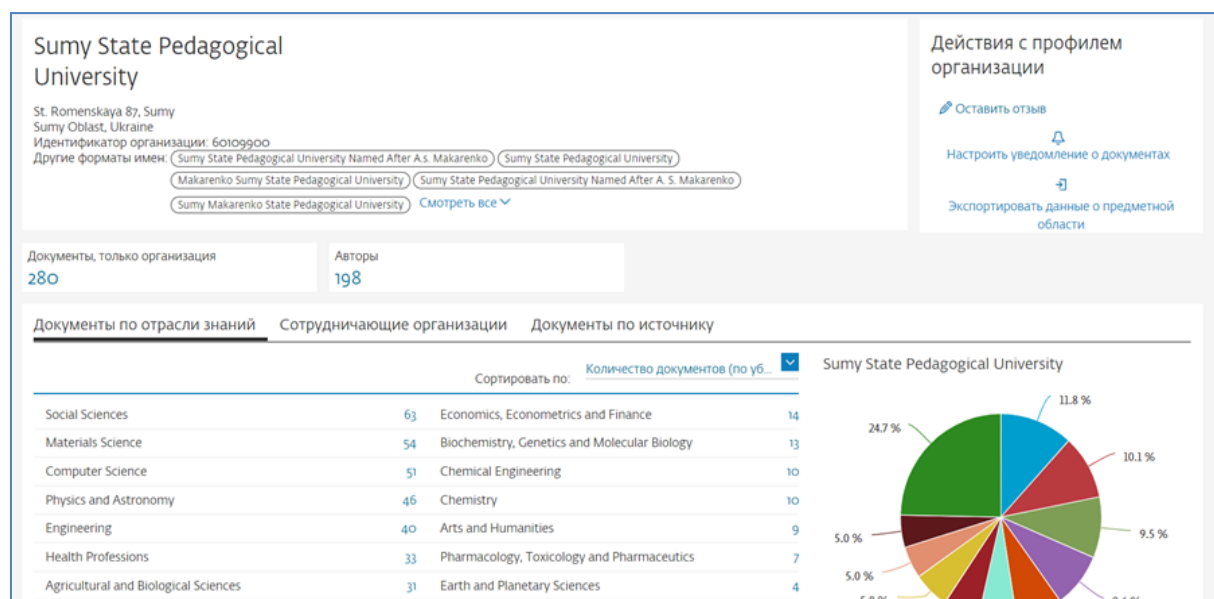 Sumy State Pedagogical
University
St. Romenskaya 87, Sumy
Sumy Oblast, Ukraine
Идентификатор организации: 60109900
Другие форматы имен: Sumy State Pedagogical University Named After A.s. Makarenko Sumy State Pedagogical University
Makarenko Sumy State Pedagogical University Sumy State Pedagogical University Named After A. S. Makarenko
Sumy Makarenko State Pedagogical University Смотреть все
Действия с профилем
организации
Оставить отзыв
Настроить уведомление о документах
Экспортировать данные о предметной
области
Документы, только организация
280
Авторы
198
Документы по отрасли знаний Сотрудничающие организации Документы по источнику
Сортировать по: Количество документов (по уб...
Social Sciences 63 Economics, Econometrics and Finance 14
Materials Science 54 Biochemistry, Genetics and Molecular Biology 13
Computer Science 51 Chemical Engineering 10
Physics and Astronomy 46 Chemistry 10
Engineering 40 Arts and Humanities 9
Health Professions 33 Pharmacology, Toxicology and Pharmaceutics 7
Agricultural and Biological Sciences 31 Earth and Planetary Sciences 4
Sumy State Pedagogical University
11.8 %
24.7 %
10.1 %
9.5 %
5.0 %
5.0 %